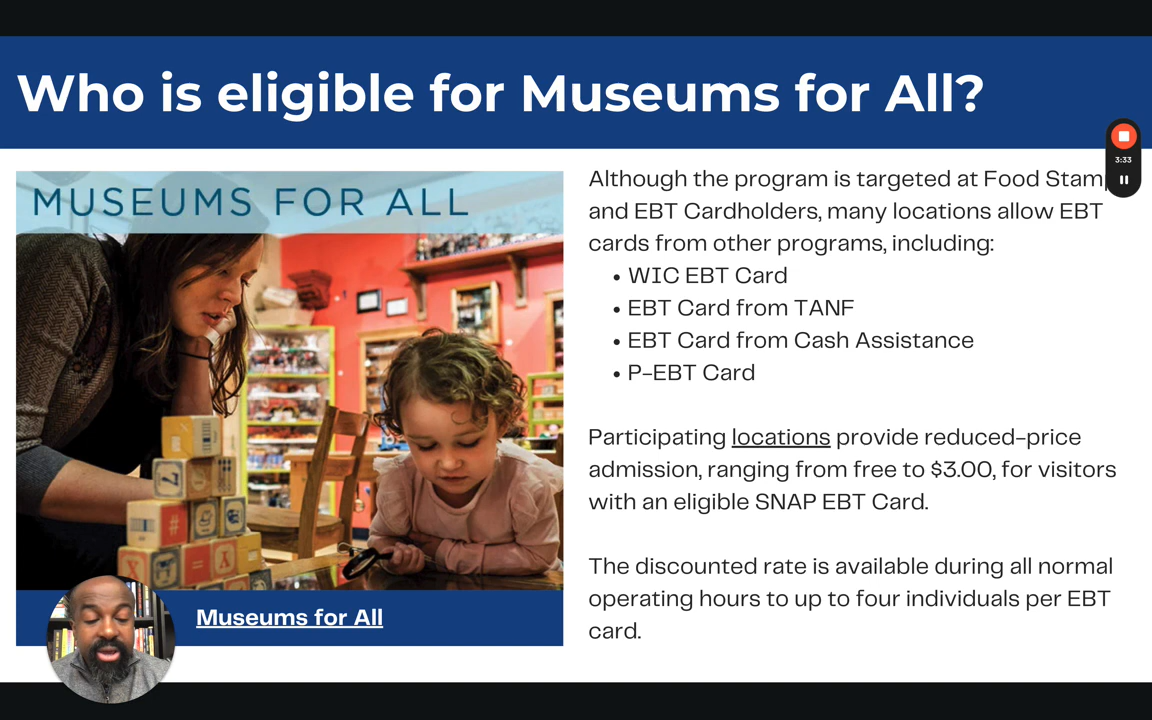 Who is eligible for Museums for All?
3:33
MUSEUMS FOR ALL
Museums for All
Although the program is targeted at Food
and EBT Cardholders, many locations allow EBT
cards from other programs, including:
• WIC EBT Card
• EBT Card from TANF
• EBT Card from Cash Assistance
• P-EBT Card
Participating locations provide reduced-price
admission, ranging from free to $3.00, for visitors
with an eligible SNAP EBT Card.
The discounted rate is available during all normal
operating hours to up to four individuals per EBT
card.